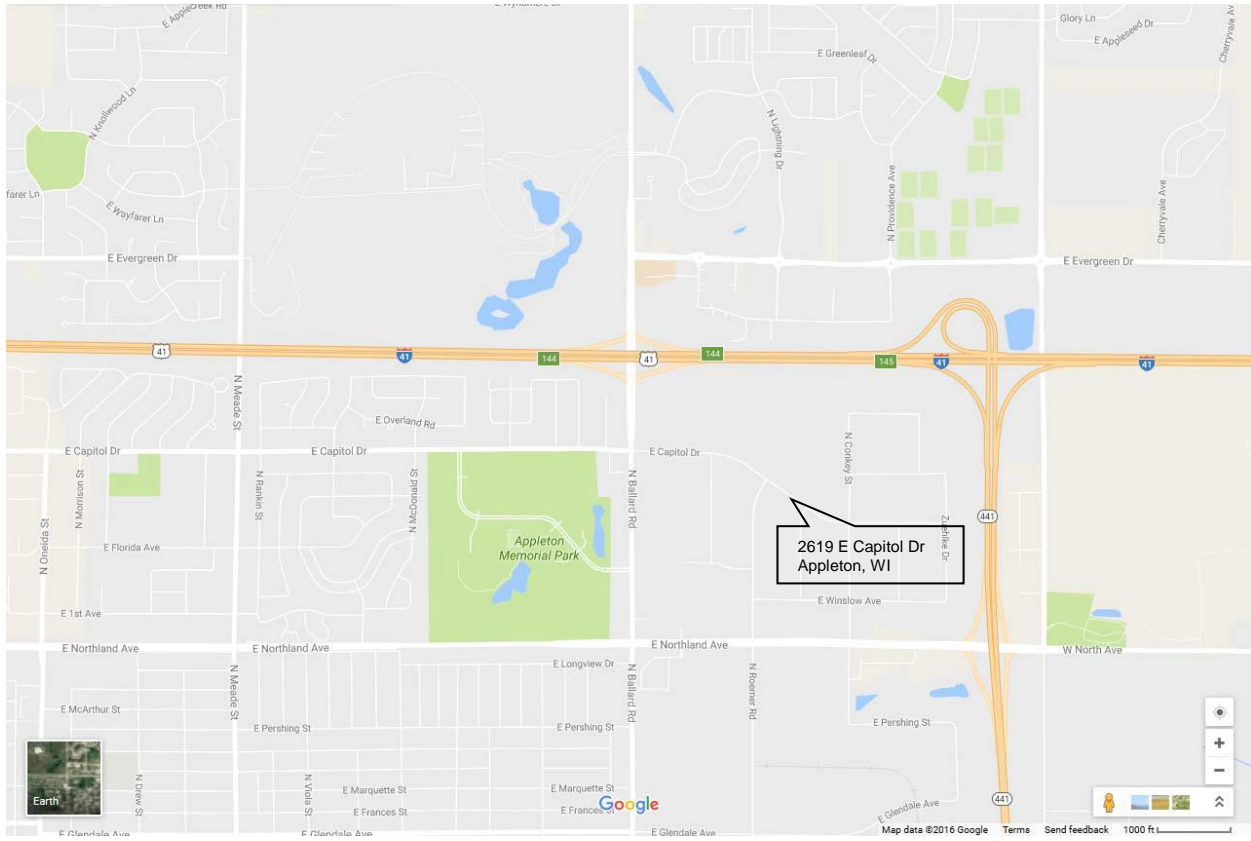 E Applecreek Rd
E Wyndmere Dr
Glory Ln
E Appleseed Dr
Cherryvale Av
E Greenleaf Dr
N Knollwood Ln
N Lightning Dr
farer Ln
E Wayfarer Ln
N Providence Ave
Cherryvale Ave
E Evergreen Dr
E Evergreen Dr
41
41
144
41
144
145
41
41
N Meade St
E Overland Rd
E Capitol Dr
E Capitol Dr
E Capitol Dr
N Conkey St
N Morrison St
N Rankin St
N McDonald St
N Ballard Rd
441
Zuehlke Dr
N Oneida St
E Florida Ave
Appleton
Memorial Park
2619 E Capitol Dr
Appleton, WI
E 1st Ave
E Winslow Ave
E Northland Ave
E Northland Ave
E Northland Ave
W North Ave
E Longview Dr
N Meade St
N Ballard Rd
N Roemer Rd
E McArthur St
E Pershing St
E Pershing St
E Pershing St
N Drew St
N Viola St
E Marquette St
E Marquette St
E Frances St
E Frances St
Google
441
E Glendale Ave
Earth
+
−
E Glendale Ave
E Glendale Ave
E Glendale Ave
Map data ©2016 Google Terms Send feedback 1000 ft